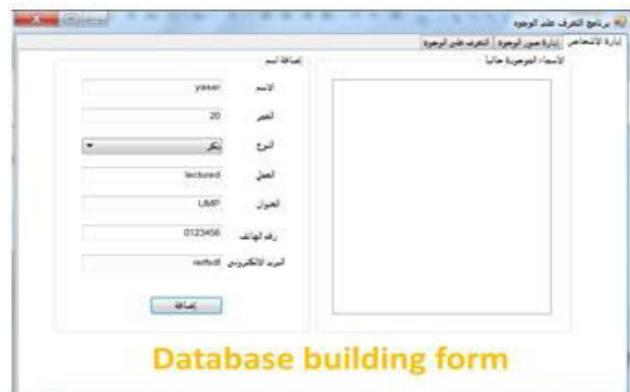 برنامج التعرف على الوجوه
إدارة الاشخاص إدارة صور الوجوه التعرف على الوجوه
الأسماء الموجودة حاليا
إضافة اسم
الاسم yaser
العمر 20
النوع ذكر
العمل lectured
العنوان UMP
رقم الهاتف 0123456
البريد الالكتروني
إضافة
Database building form